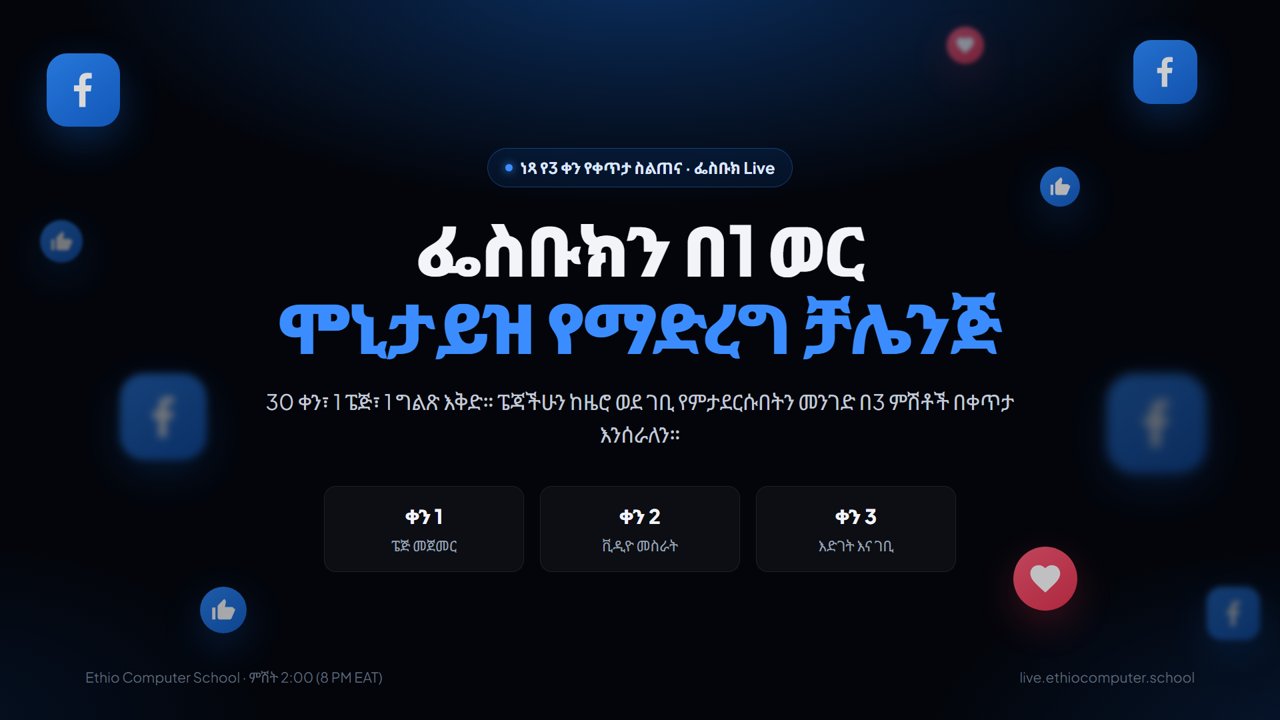 ነጻ የ3 ቀን የቀጥታ ስልጠና · ፌስቡክ Live
ፌስቡክን በ1 ወር
ሞኒታይዝ የማድረግ ቻሌንጅ
30 ቀን፣ 1 ፔጅ፣ 1 ግልጽ እቅድ። ፔጃችሁን ከዜሮ ወደ ገቢ የምታደርሱበትን መንገድ በ3 ምሽቶች በቀጥታ
እንሰራለን።
ቀን 1
ፔጅ መጀመር
ቀን 2
ቪዲዮ መስራት
ቀን 3
እድገት እና ገቢ
Ethio Computer School · ምሽት 2:00 (8 PM EAT)
live.ethiocomputer.school